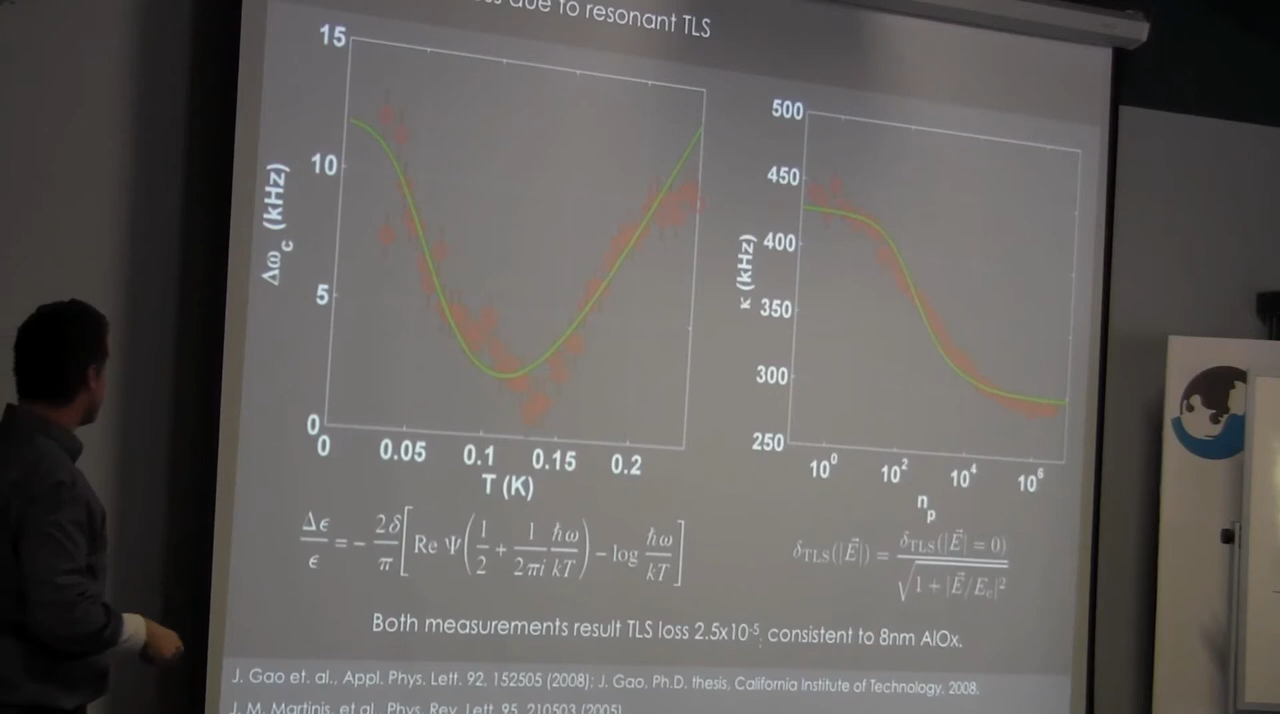 due to resonant TLS
15
10
5
0
Δω_c (kHz)
0 0.05 0.1 0.15 0.2
T (K)
500
450
400
350
300
250
κ (kHz)
10^0 10^2 10^4 10^6
n_p
Δϵ/ϵ = - 2δ/π [ Re Ψ( 1/2 + 1/2πi ħω/kT ) - log ħω/kT ]
δ_TLS(|E⃗|) = δ_TLS(|E⃗| = 0) / √(1 + |E⃗/E_c|^2)
Both measurements result TLS loss 2.5x10^-5, consistent to 8nm AlOx.
J. Gao et. al., Appl. Phys. Lett. 92, 152505 (2008); J. Gao, Ph.D. thesis, California Institute of Technology, 2008.
J. M. Martinis, et al., Phys. Rev. Lett. 95, 210503 (2005)